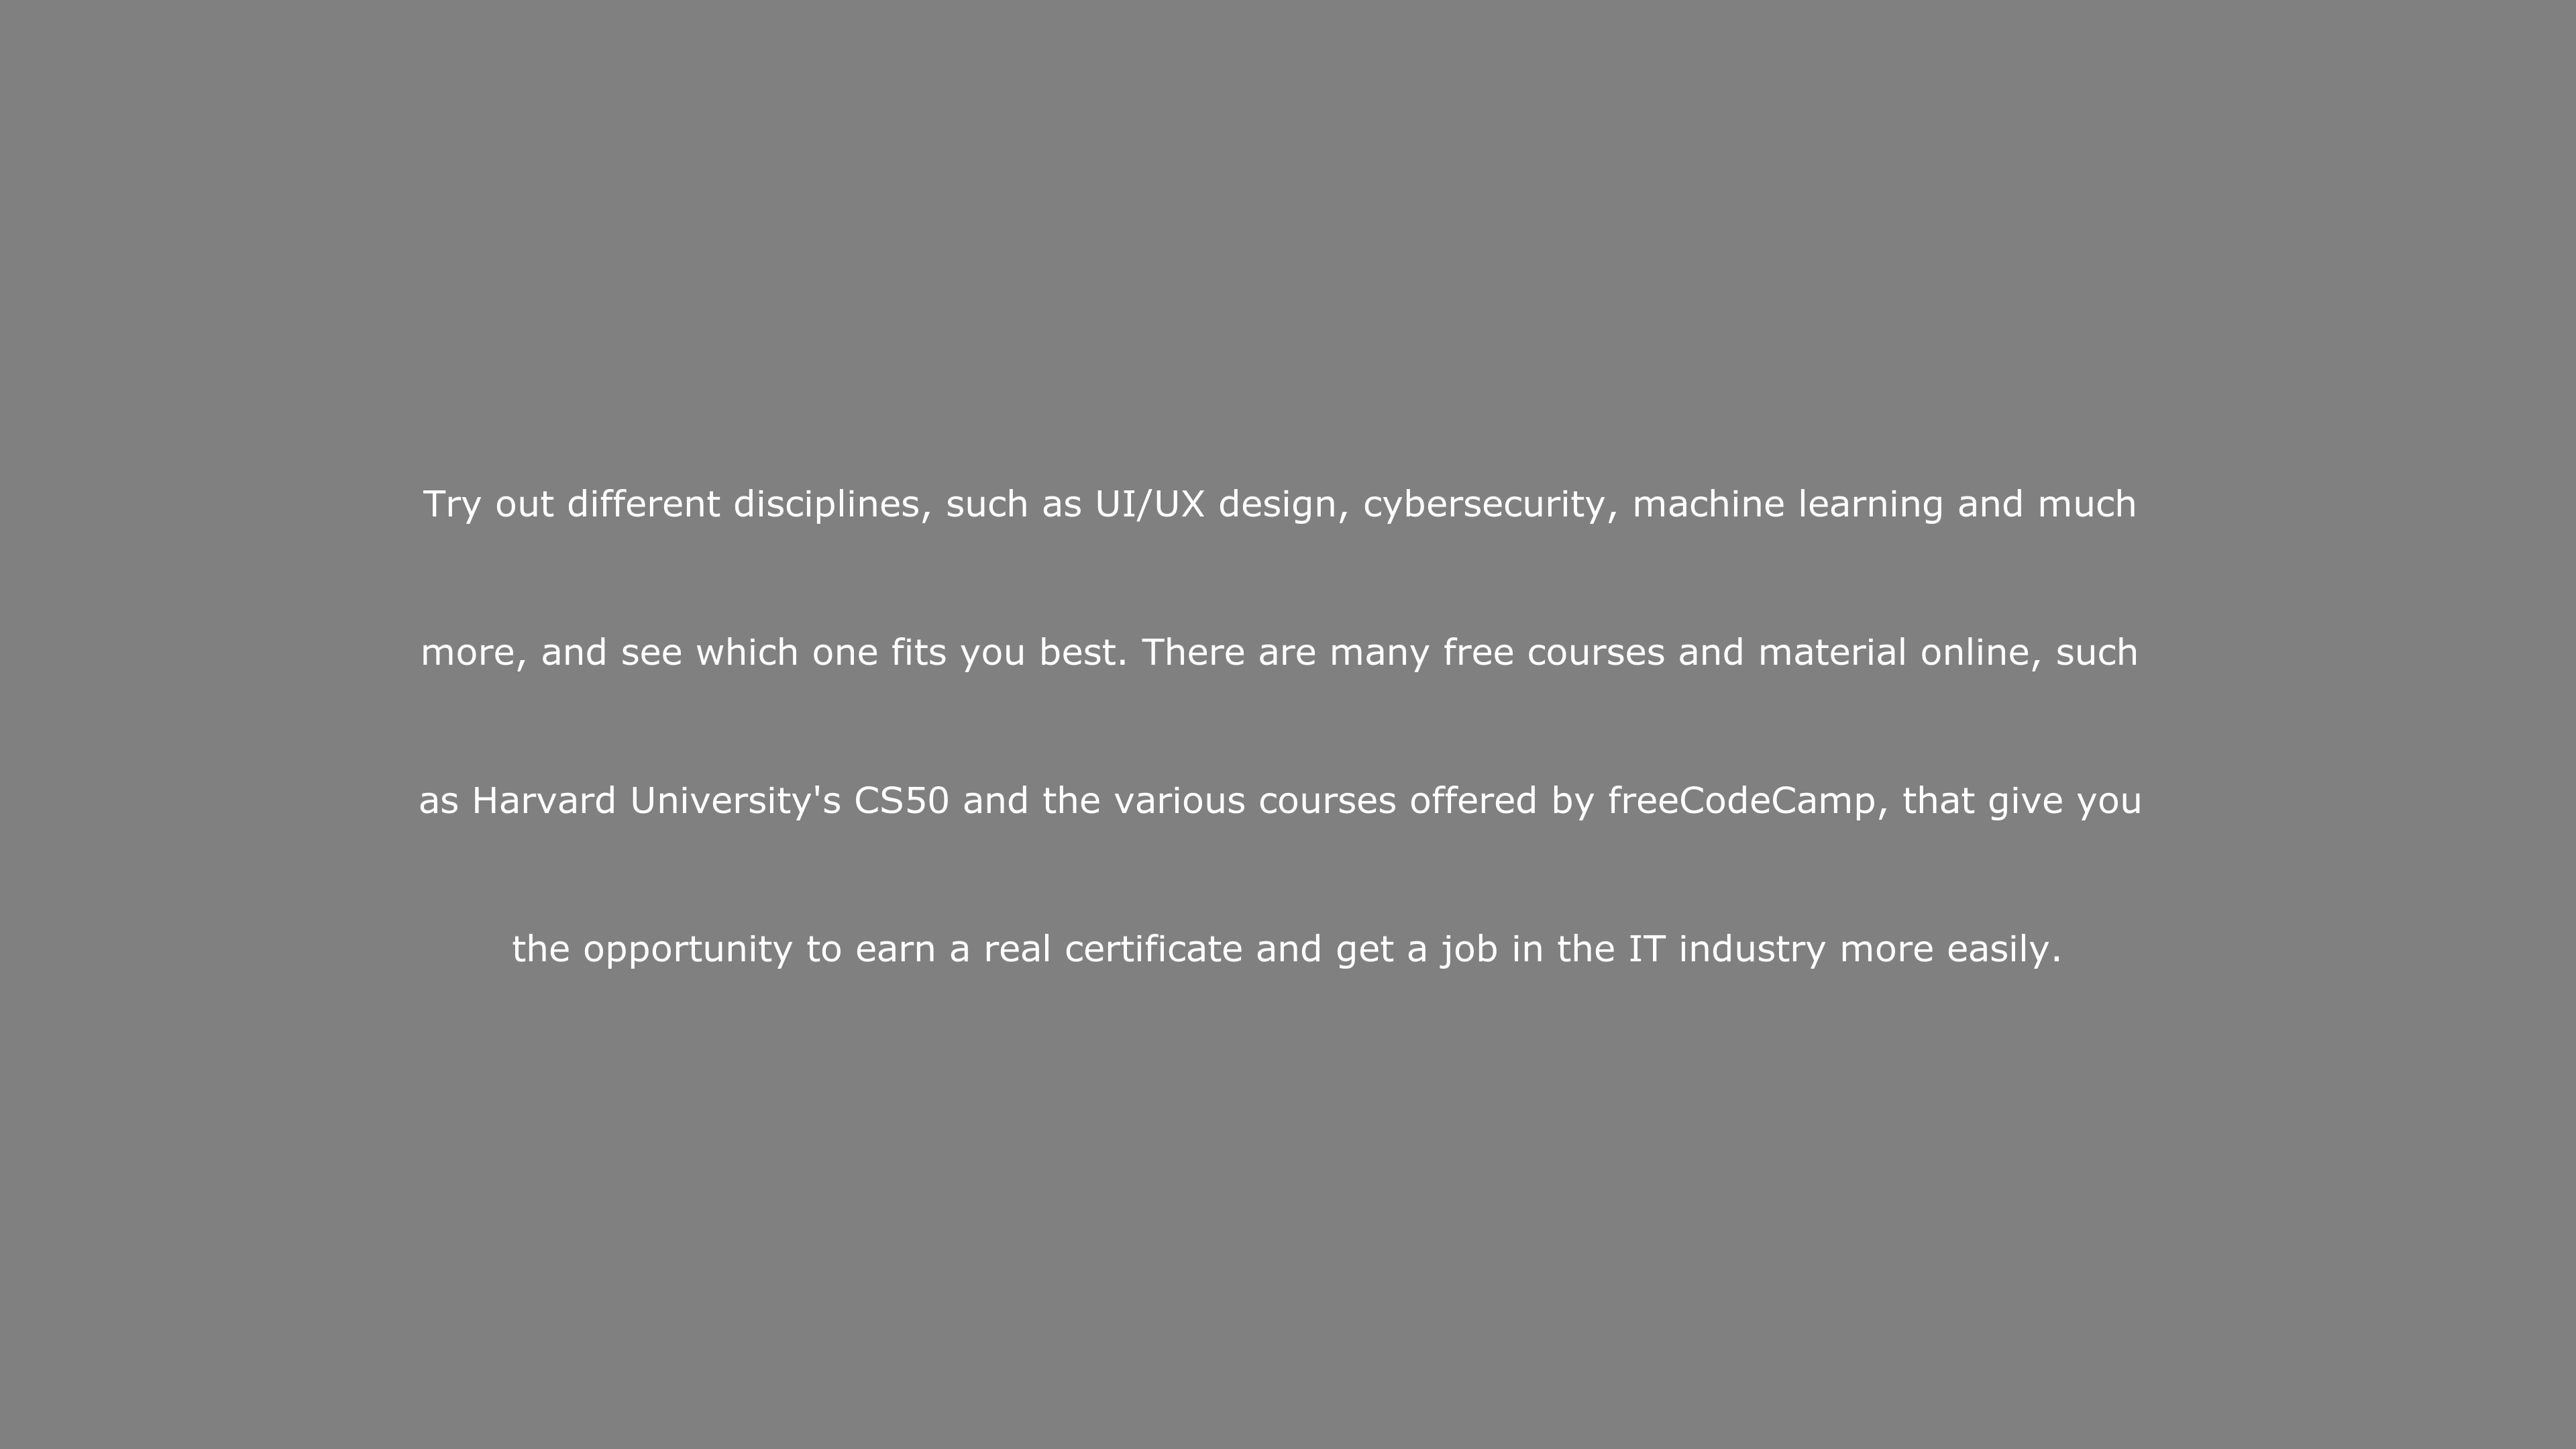 Try out different disciplines, such as UI/UX design, cybersecurity, machine learning and much
more, and see which one fits you best. There are many free courses and material online, such
as Harvard University's CS50 and the various courses offered by freeCodeCamp, that give you
the opportunity to earn a real certificate and get a job in the IT industry more easily.